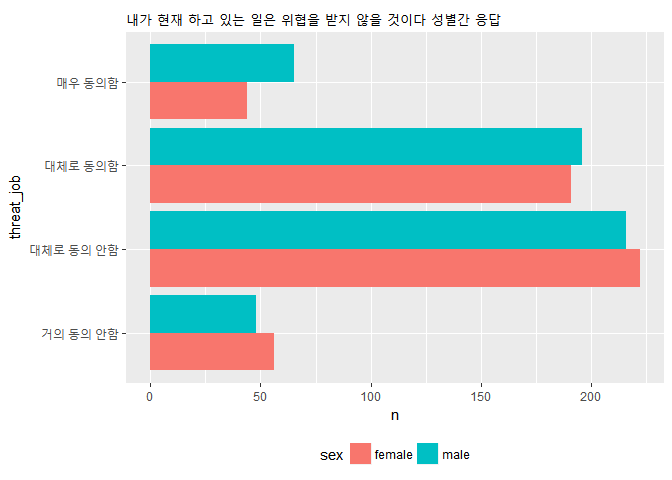 내가 현재 하고 있는 일은 위협을 받지 않을 것이다 성별간 응답
threat_job
매우 동의함
대체로 동의함
대체로 동의 안함
거의 동의 안함
0 50 100 150 200
n
sex female male